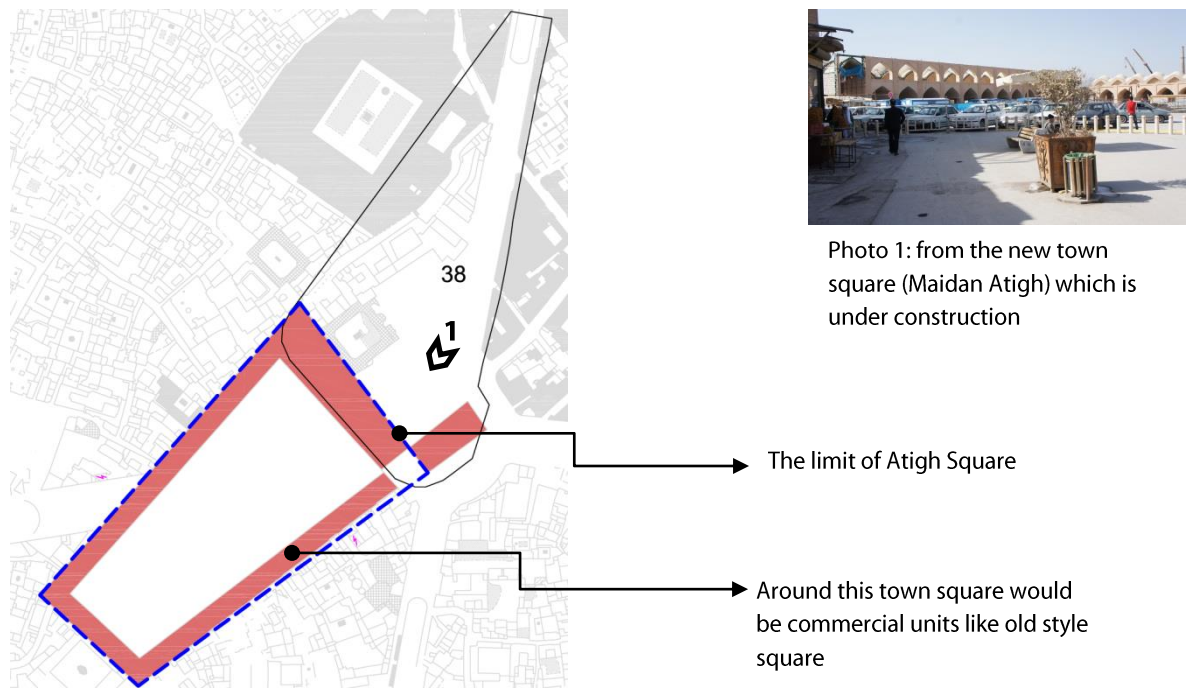 38
1
Photo 1: from the new town
square (Maidan Atigh) which is
under construction
The limit of Atigh Square
Around this town square would
be commercial units like old style
square